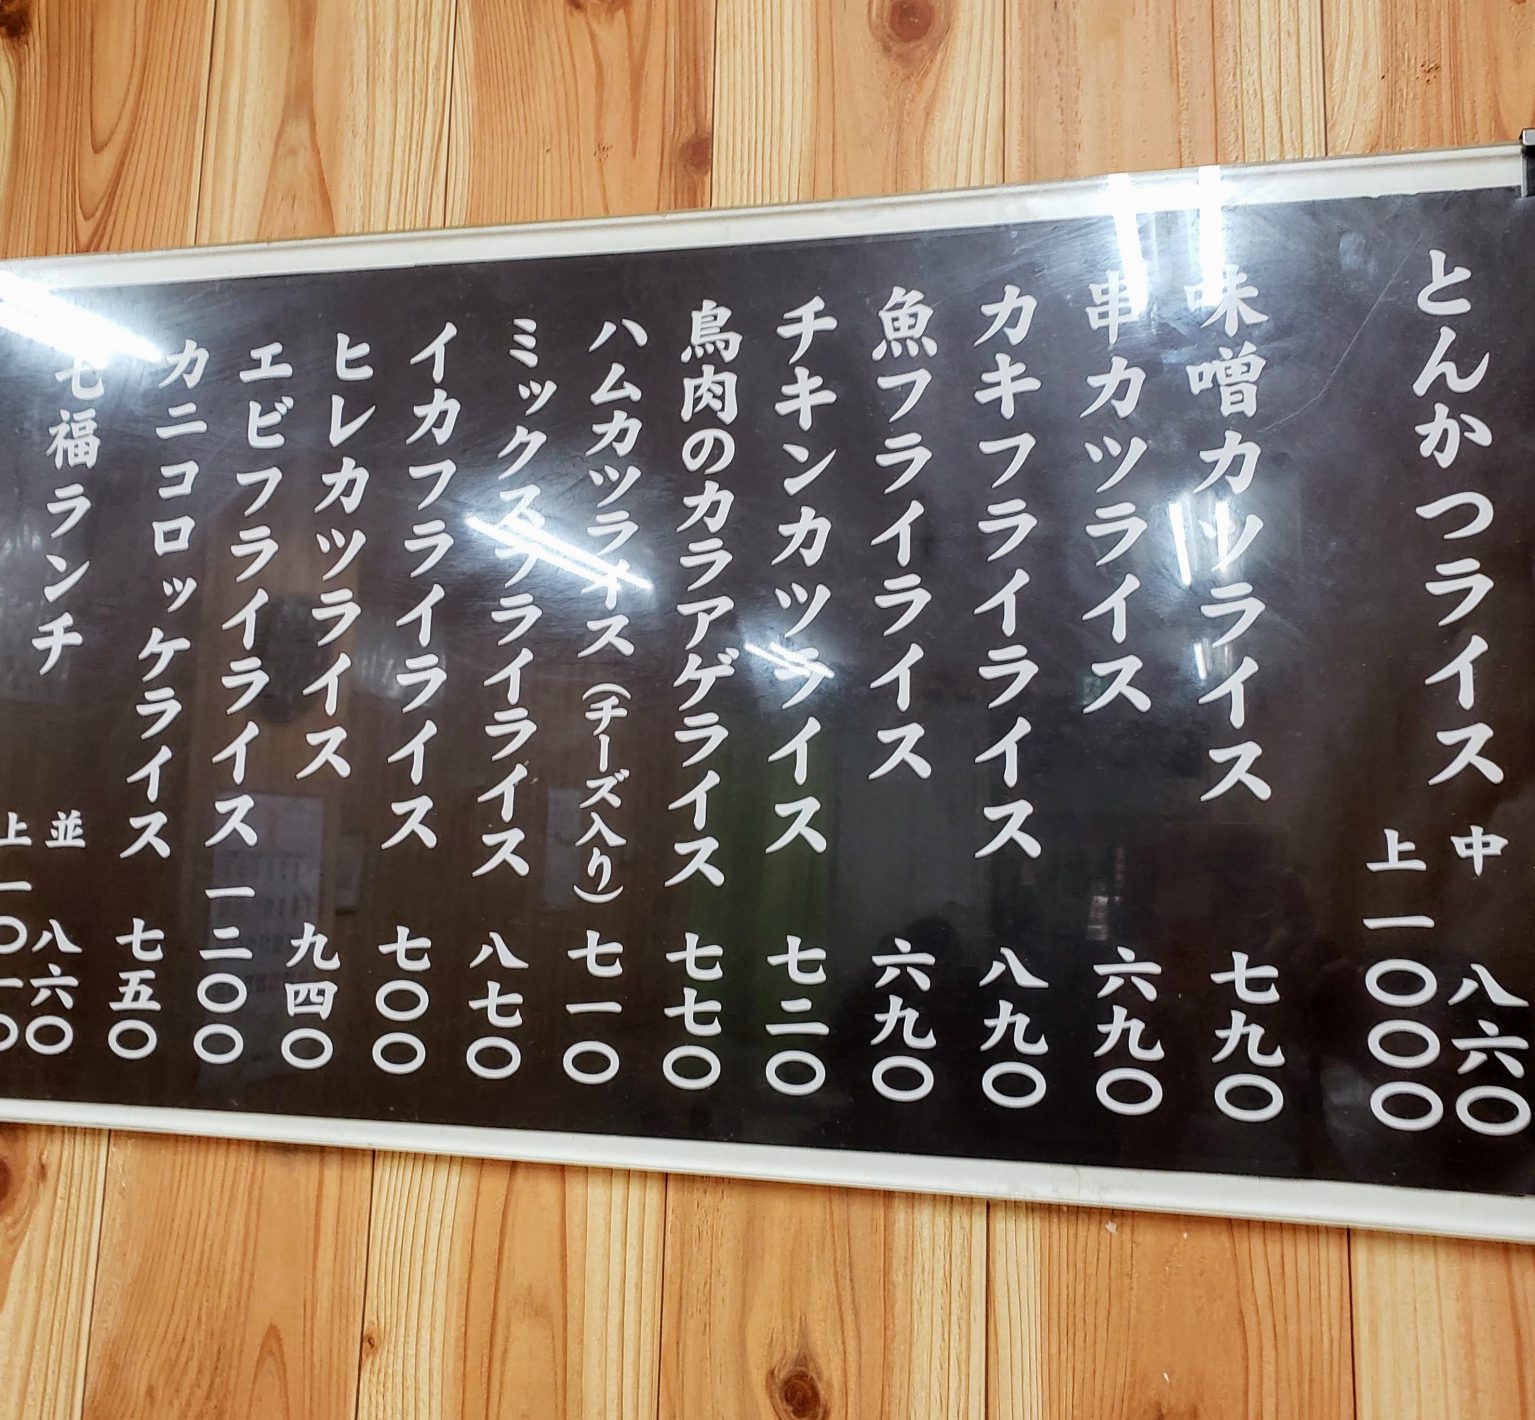 とんかつライス 中 八六〇
上 一〇〇〇
味噌カツライス 七九〇
串カツライス 六九〇
カキフライライス 八九〇
魚フライライス 六九〇
チキンカツライス 七二〇
鳥肉のカラアゲライス 七七〇
ハムカツライス（チーズ入り） 七一〇
ミックスフライライス 八七〇
イカフライライス 七〇〇
ヒレカツライス 九四〇
エビフライライス 一二〇〇
カニコロッケライス 七五〇
七福ランチ 並 八六〇
上 一〇一〇